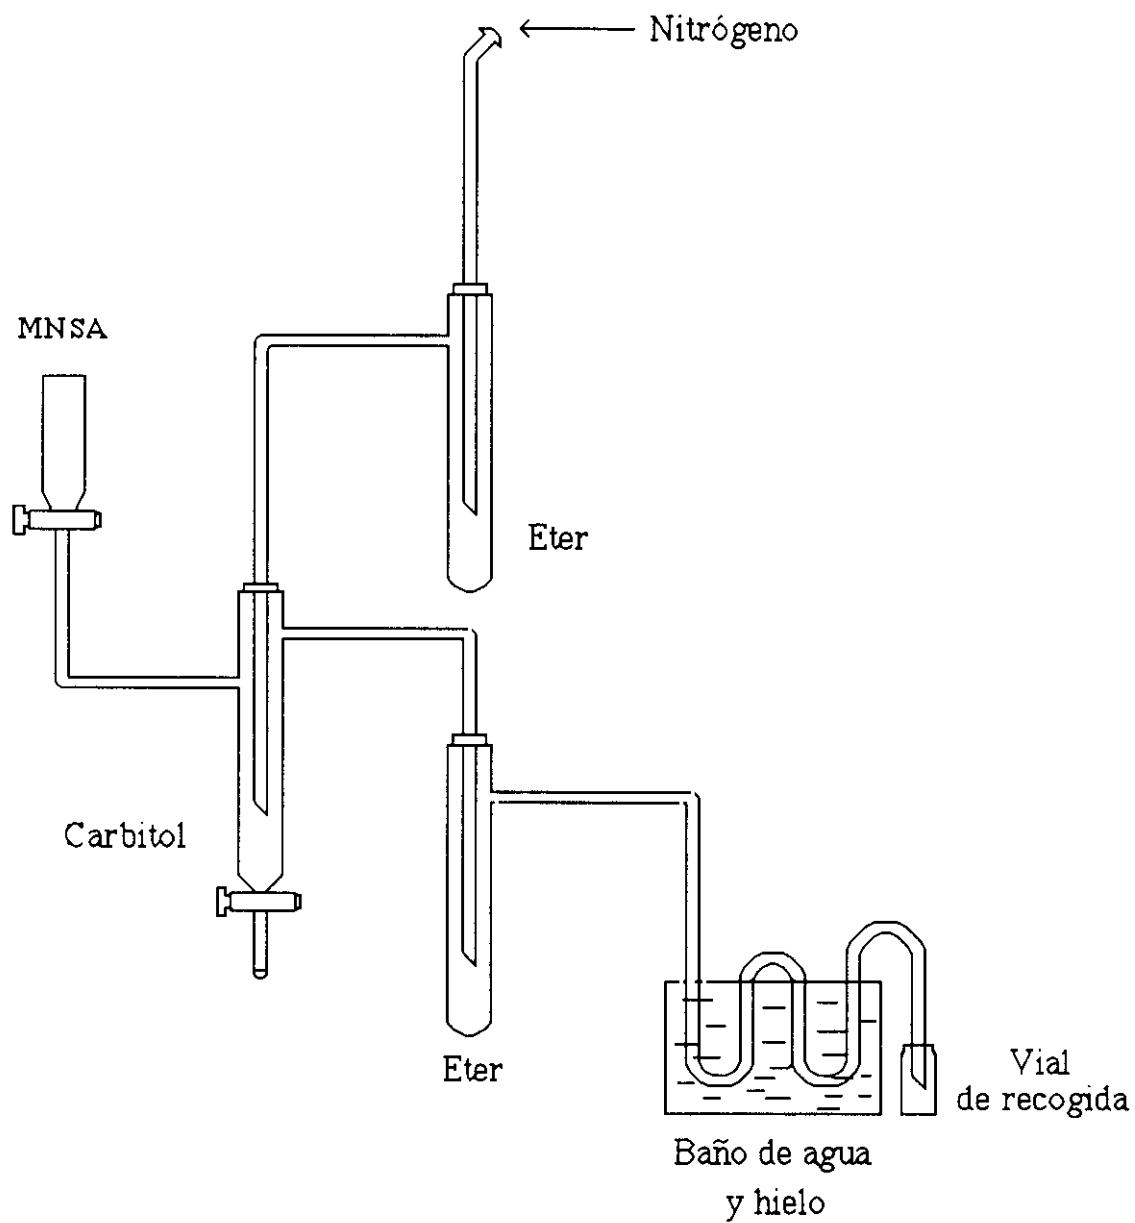 Nitrógeno
MNSA
Eter
Carbitol
Eter
Vial
de recogida
Baño de agua
y hielo